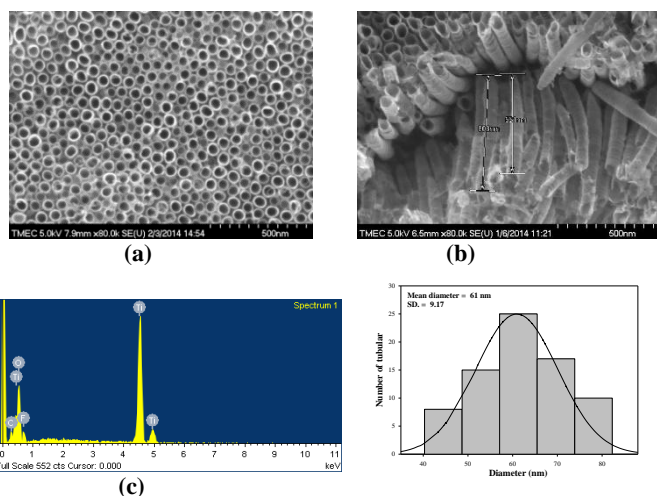 TMEC 5.0kV 7.9mm x80.0k SE(U) 2/3/2014 14:54 500nm
(a)
TMEC 5.0kV 6.5mm x80.0k SE(U) 1/6/2014 11:21 500nm
(b)
Spectrum 1
Ti
O
Ti
C
F
Ti
0 1 2 3 4 5 6 7 8 9 10 11
Full Scale 552 cts Cursor: 0.000
keV
(c)
Mean diameter = 61 nm
SD. = 9.17
Number of tubular
30
25
20
15
10
5
0
40 50 60 70 80
Diameter (nm)